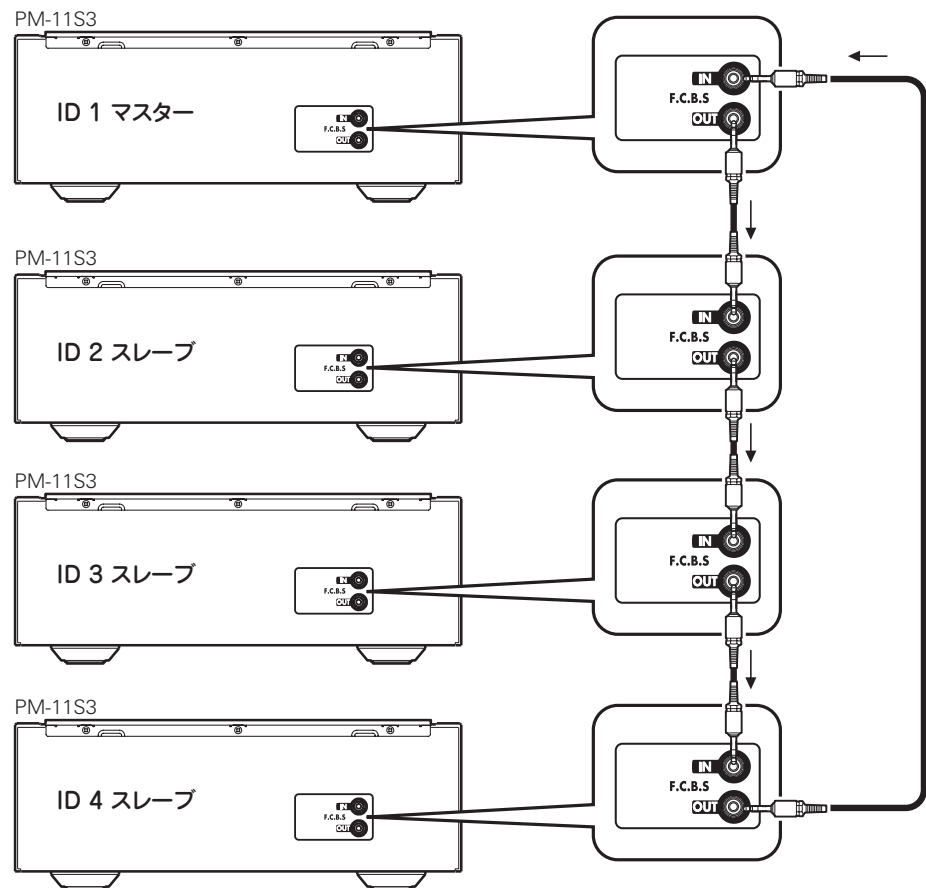 PM-11S3
ID 1 マスター
IN
F.C.B.S
OUT
IN
F.C.B.S
OUT
PM-11S3
ID 2 スレーブ
IN
F.C.B.S
OUT
IN
F.C.B.S
OUT
PM-11S3
ID 3 スレーブ
IN
F.C.B.S
OUT
IN
F.C.B.S
OUT
PM-11S3
ID 4 スレーブ
IN
F.C.B.S
OUT
IN
F.C.B.S
OUT